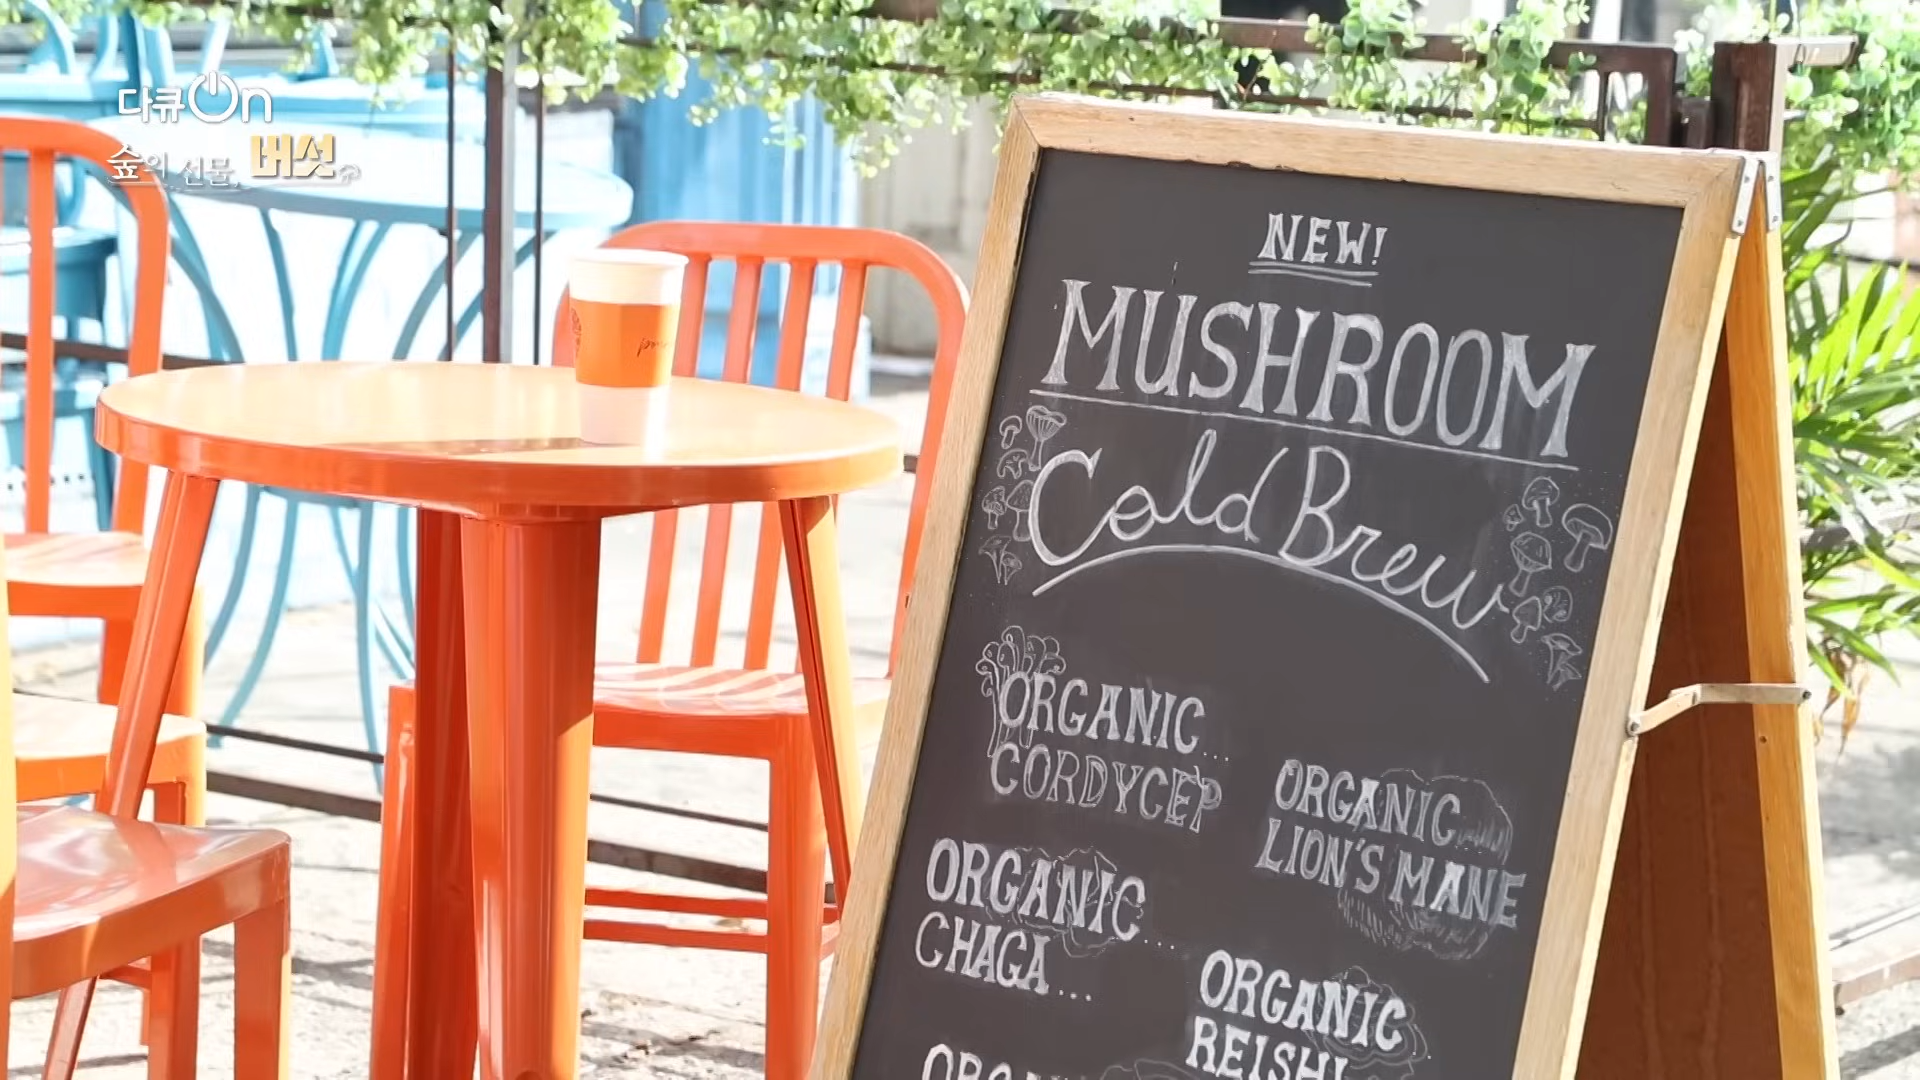 다큐On
숲의 선물, 버섯
NEW!
MUSHROOM
Cold Brew
ORGANIC...
CORDYCEP
ORGANIC
LION'S MANE
ORGANIC...
CHAGA...
ORGANIC
REISHI